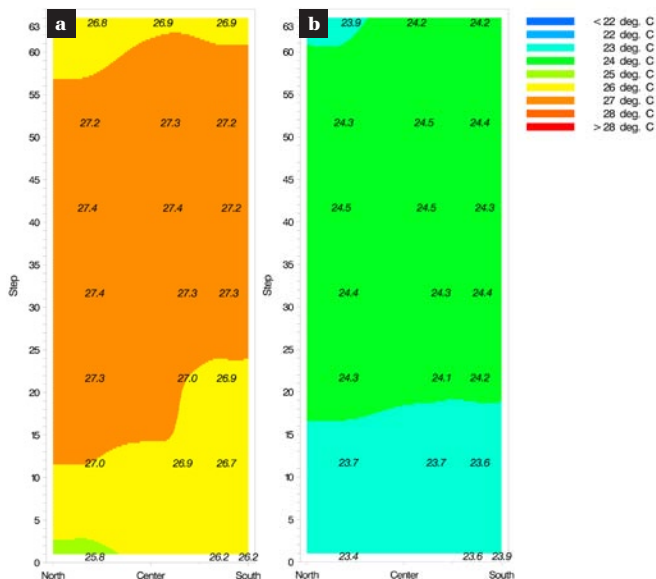 a
b
63
60
55
50
45
40
35
30
25
20
15
10
5
0
Step
26.8 26.9 26.9
27.2 27.3 27.2
27.4 27.4 27.2
27.4 27.3 27.3
27.3 27.0 26.9
27.0 26.9 26.7
25.8 26.2 26.2
North Center South
63
60
55
50
45
40
35
30
25
20
15
10
5
0
Step
23.9 24.2 24.2
24.3 24.5 24.4
24.5 24.5 24.3
24.4 24.3 24.4
24.3 24.1 24.2
23.7 23.7 23.6
23.4 23.6 23.9
North Center South
< 22 deg. C
22 deg. C
23 deg. C
24 deg. C
25 deg. C
26 deg. C
27 deg. C
28 deg. C
> 28 deg. C